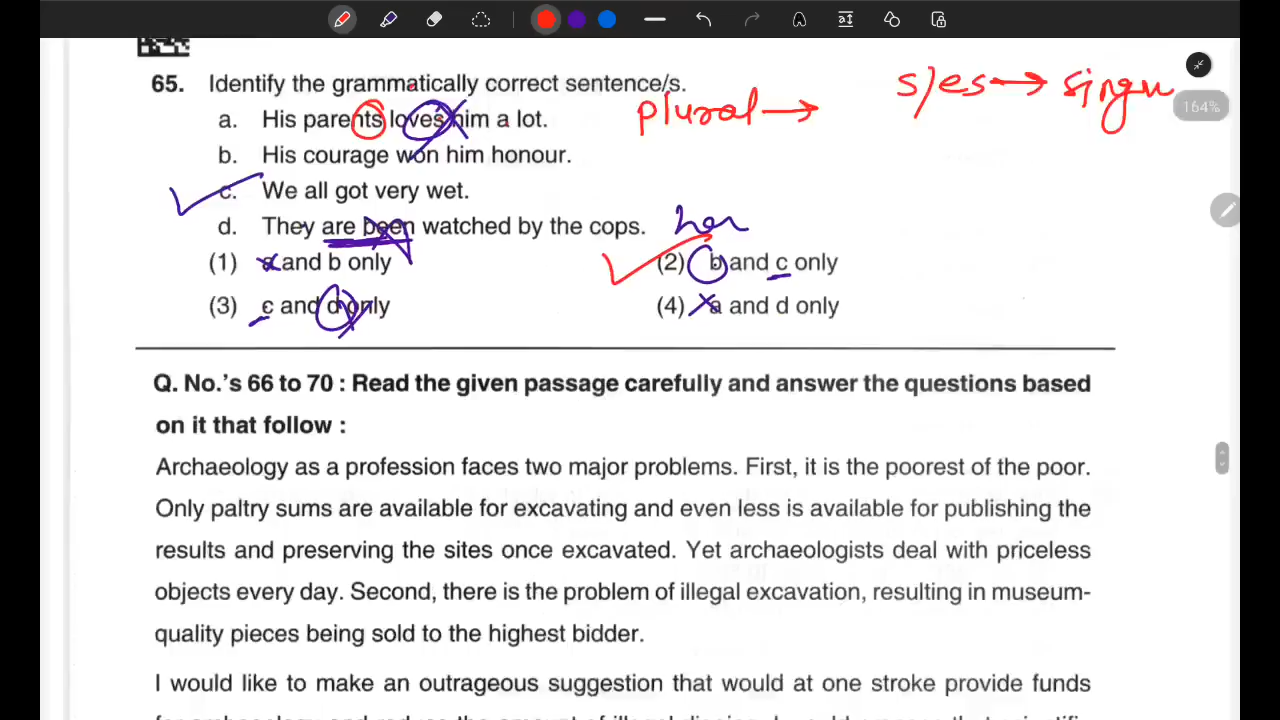 s/es → singu
164%
65. Identify the grammatically correct sentence/s.
plural →
a. His parents loves him a lot.
b. His courage won him honour.
c. We all got very wet.
d. They are been watched by the cops.
(1) a and b only
(2) b and c only
(3) c and d only
(4) a and d only
Q. No.'s 66 to 70 : Read the given passage carefully and answer the questions based
on it that follow :
Archaeology as a profession faces two major problems. First, it is the poorest of the poor.
Only paltry sums are available for excavating and even less is available for publishing the
results and preserving the sites once excavated. Yet archaeologists deal with priceless
objects every day. Second, there is the problem of illegal excavation, resulting in museum-
quality pieces being sold to the highest bidder.
I would like to make an outrageous suggestion that would at one stroke provide funds